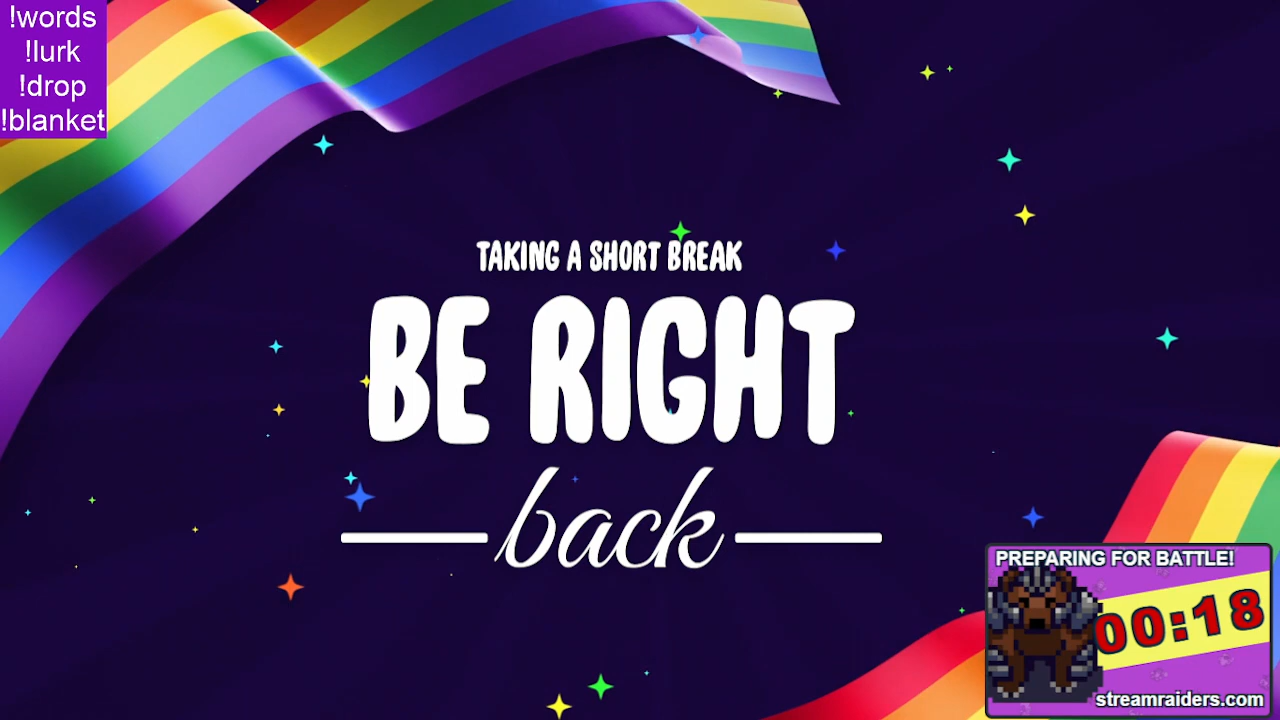 !words
!lurk
!drop
!blanket
TAKING A SHORT BREAK
BE RIGHT
back
PREPARING FOR BATTLE!
00:18
streamraiders.com